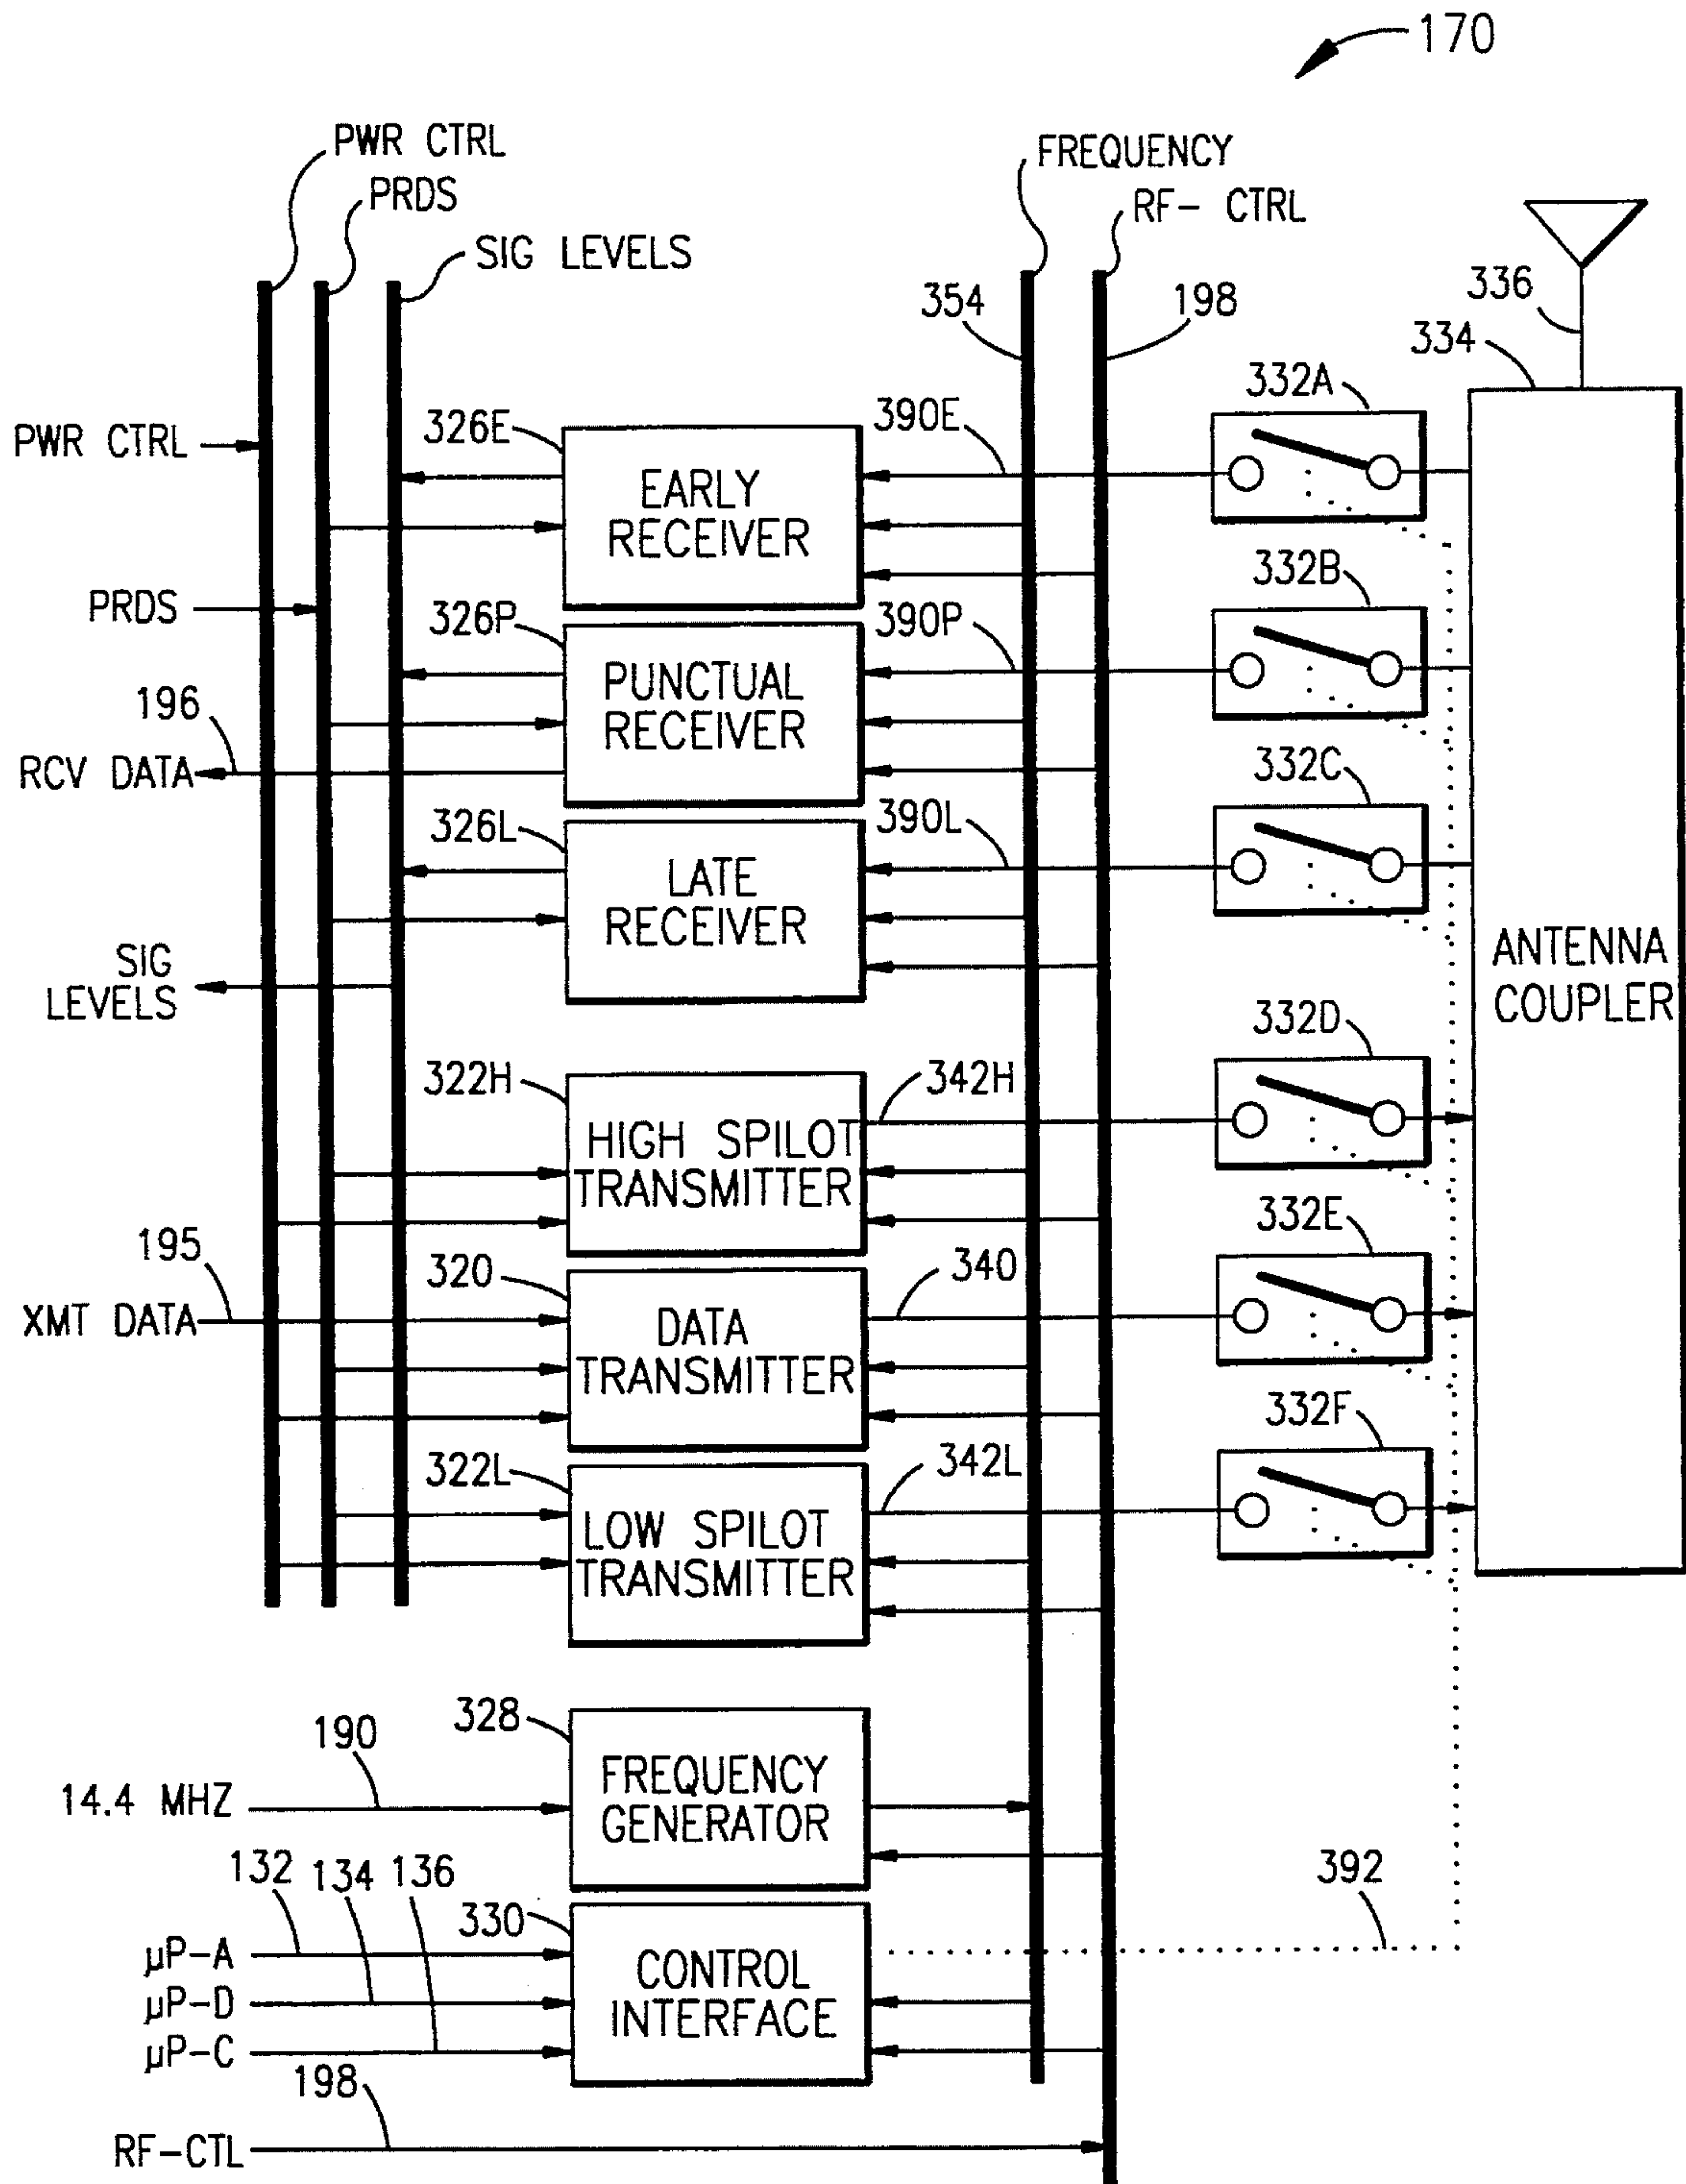 170
PWR CTRL
PRDS
SIG LEVELS
FREQUENCY
RF- CTRL
354
198
336
334
332A
390E
326E
PWR CTRL
EARLY
RECEIVER
332B
PRDS
326P
390P
PUNCTUAL
RECEIVER
196
RCV DATA
332C
326L
390L
LATE
RECEIVER
SIG
LEVELS
ANTENNA
COUPLER
332D
322H
342H
HIGH SPILOT
TRANSMITTER
332E
195
320
340
XMT DATA
DATA
TRANSMITTER
332F
322L
342L
LOW SPILOT
TRANSMITTER
328
190
14.4 MHZ
FREQUENCY
GENERATOR
132
134
136
392
330
µP-A
µP-D
µP-C
CONTROL
INTERFACE
198
RF-CTL